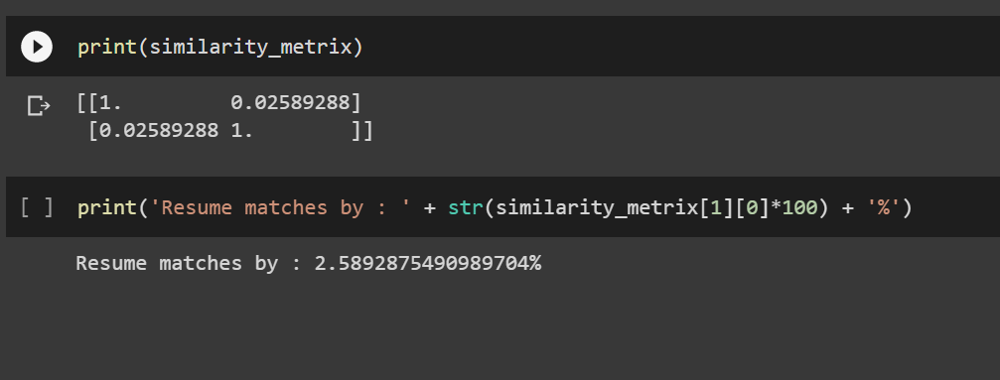 print(similarity_metrix)
[[1.         0.02589288]
 [0.02589288 1.        ]]
[ ] print('Resume matches by : ' + str(similarity_metrix[1][0]*100) + '%')
Resume matches by : 2.5892875490989704%